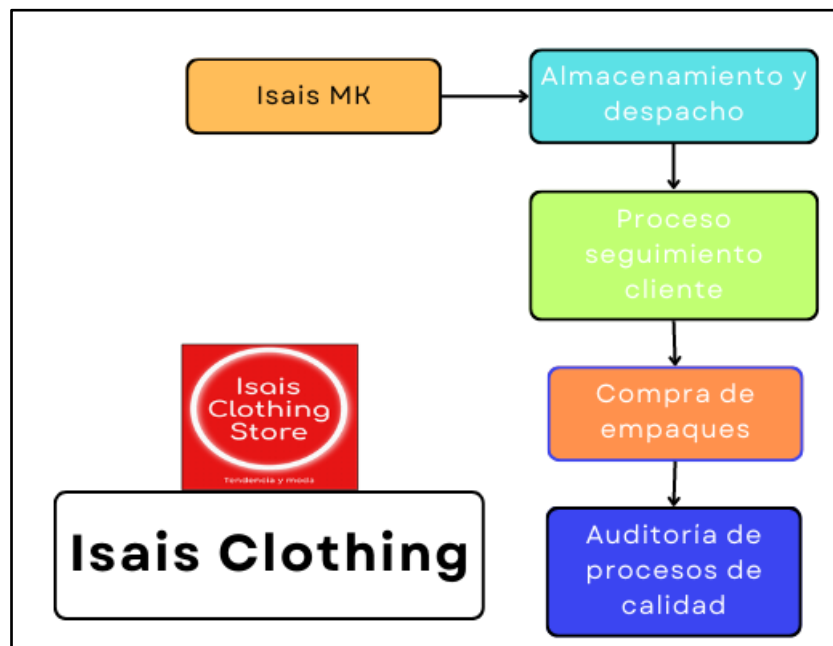 Isais MK
Almacenamiento y
despacho
Proceso
seguimiento
cliente
Compra de
empaques
Auditoría de
procesos de
calidad
Isais
Clothing
Store
Tendencia y moda
Isais Clothing